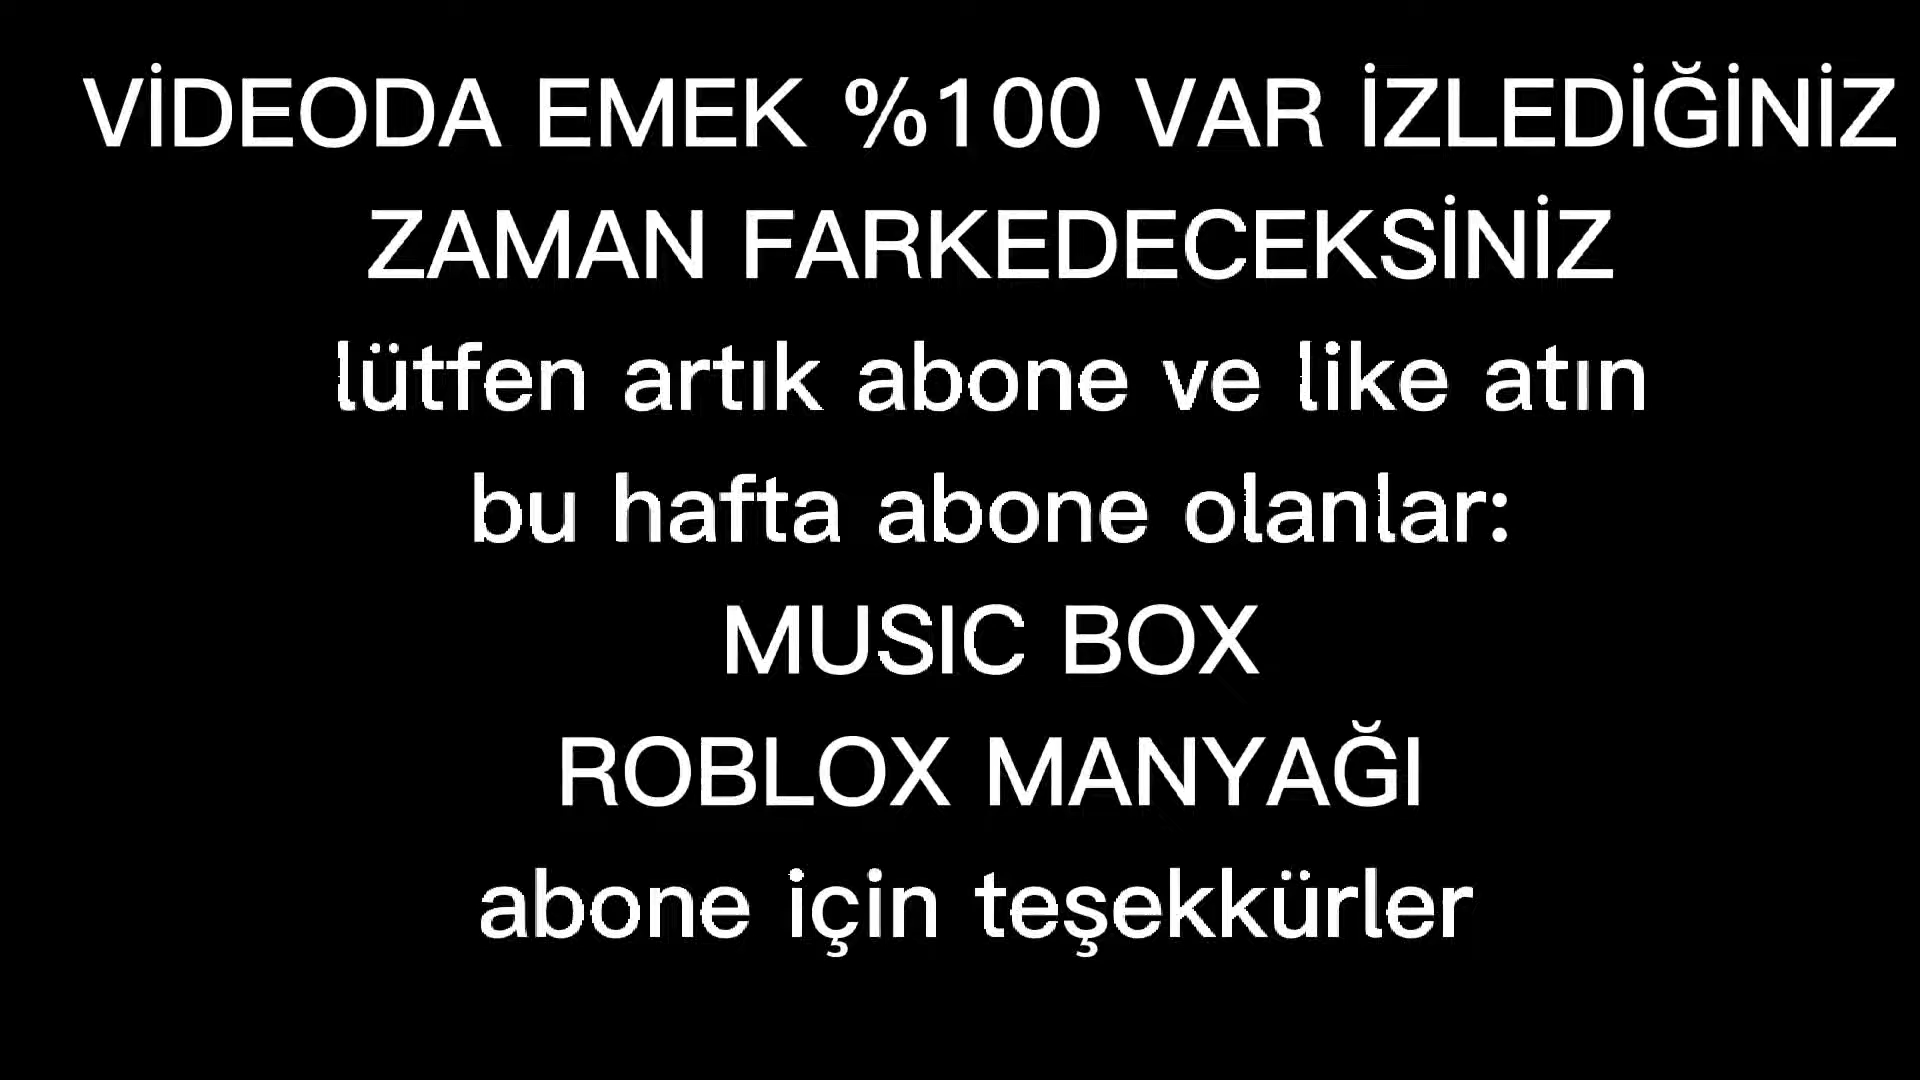 VİDEODA EMEK %100 VAR İZLEDİĞİNİZ
ZAMAN FARKEDECEKSİNİZ
lütfen artık abone ve like atın
bu hafta abone olanlar:
MUSIC BOX
ROBLOX MANYAĞI
abone için teşekkürler